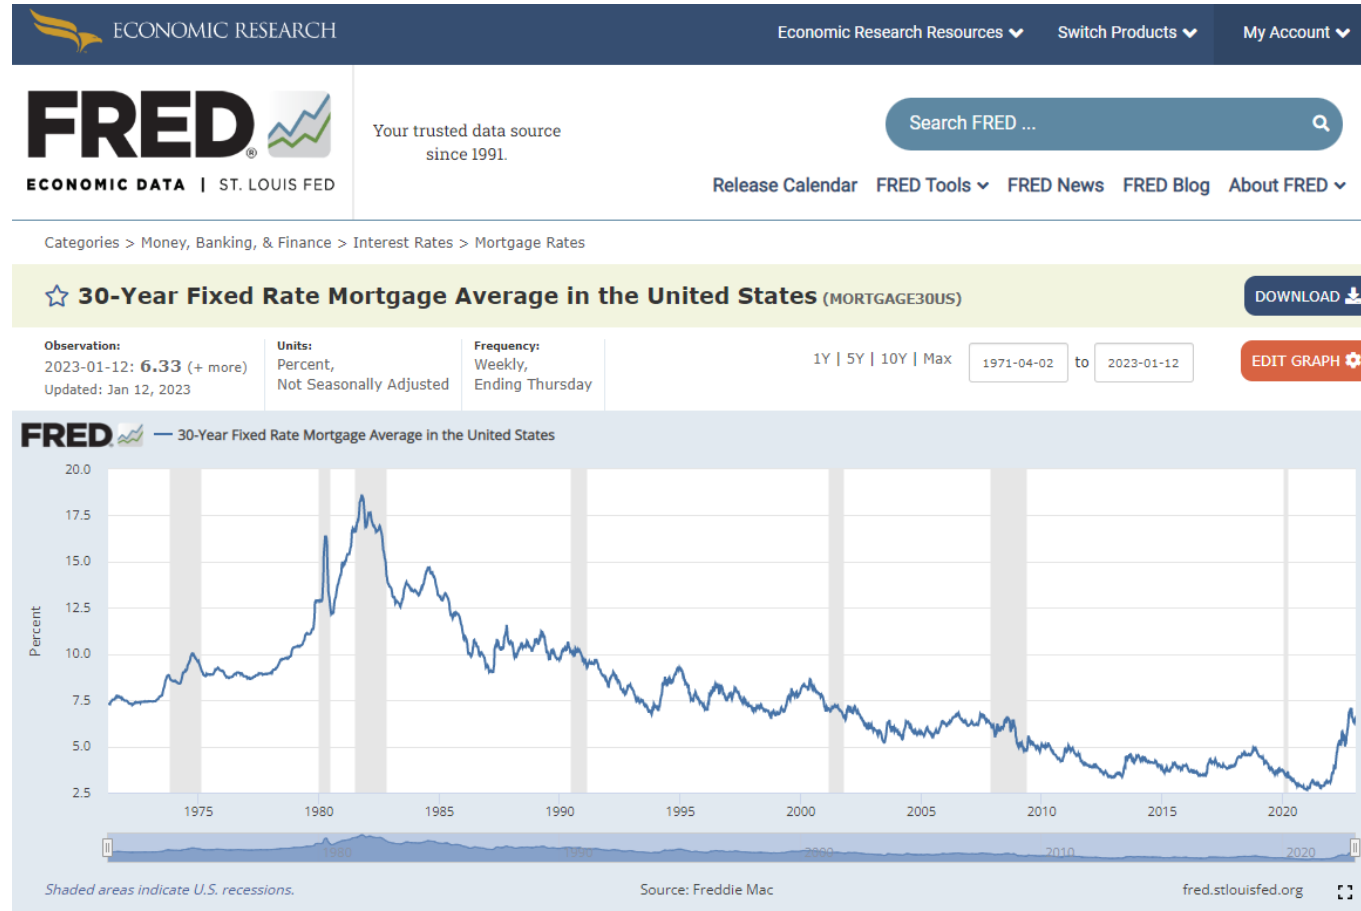 ECONOMIC RESEARCH
Economic Research Resources
Switch Products
My Account
FRED®
ECONOMIC DATA | ST. LOUIS FED
Your trusted data source
since 1991.
Search FRED ...
Release Calendar
FRED Tools
FRED News
FRED Blog
About FRED
Categories > Money, Banking, & Finance > Interest Rates > Mortgage Rates
30-Year Fixed Rate Mortgage Average in the United States (MORTGAGE30US)
DOWNLOAD
Observation:
2023-01-12: 6.33 (+ more)
Updated: Jan 12, 2023
Units:
Percent,
Not Seasonally Adjusted
Frequency:
Weekly,
Ending Thursday
1Y | 5Y | 10Y | Max
1971-04-02 to 2023-01-12
EDIT GRAPH
FRED
30-Year Fixed Rate Mortgage Average in the United States
Percent
20.0
17.5
15.0
12.5
10.0
7.5
5.0
2.5
1975 1980 1985 1990 1995 2000 2005 2010 2015 2020
1980 1990 2000 2010 2020
Shaded areas indicate U.S. recessions.
Source: Freddie Mac
fred.stlouisfed.org